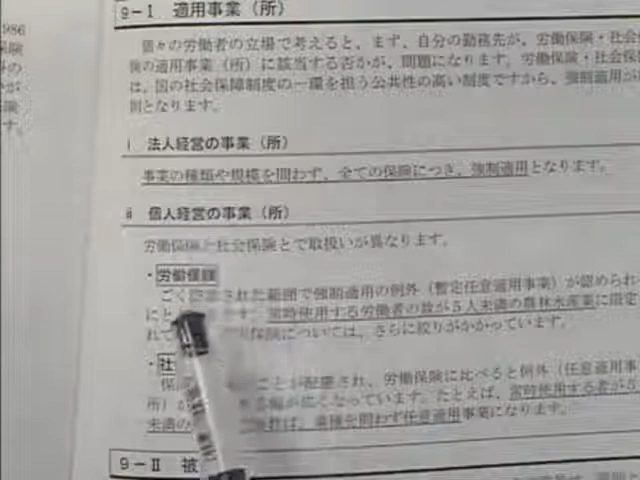 986
保険
が
険
す。
9-Ⅰ 適用事業（所）
個々の労働者の立場で考えると、まず、自分の勤務先が、労働保険・社会保
険の適用事業（所）に該当する否かが、問題になります。労働保険・社会保
は、国の社会保障制度の一環を担う公共性の高い制度ですから、強制適用が
則となります。
ⅰ 法人経営の事業（所）
事業の種類や規模を問わず、全ての保険につき、強制適用となります。
ⅱ 個人経営の事業（所）
労働保険と社会保険とで取扱いが異なります。
・労働保険
ごく された範囲で強制適用の例外（暫定任意適用事業）が認められ
にと 常時使用する労働者の数が5人未満の農林水産業に限定
れて 保険については、さらに絞りがかかっています。
・社
保 ことが配慮され、労働保険に比べると例外（任意適用事
所）が る幅が広くなっています。たとえば、常時使用する者が5
未満の 業種を問わず任意適用事業になります。
9-Ⅱ 被